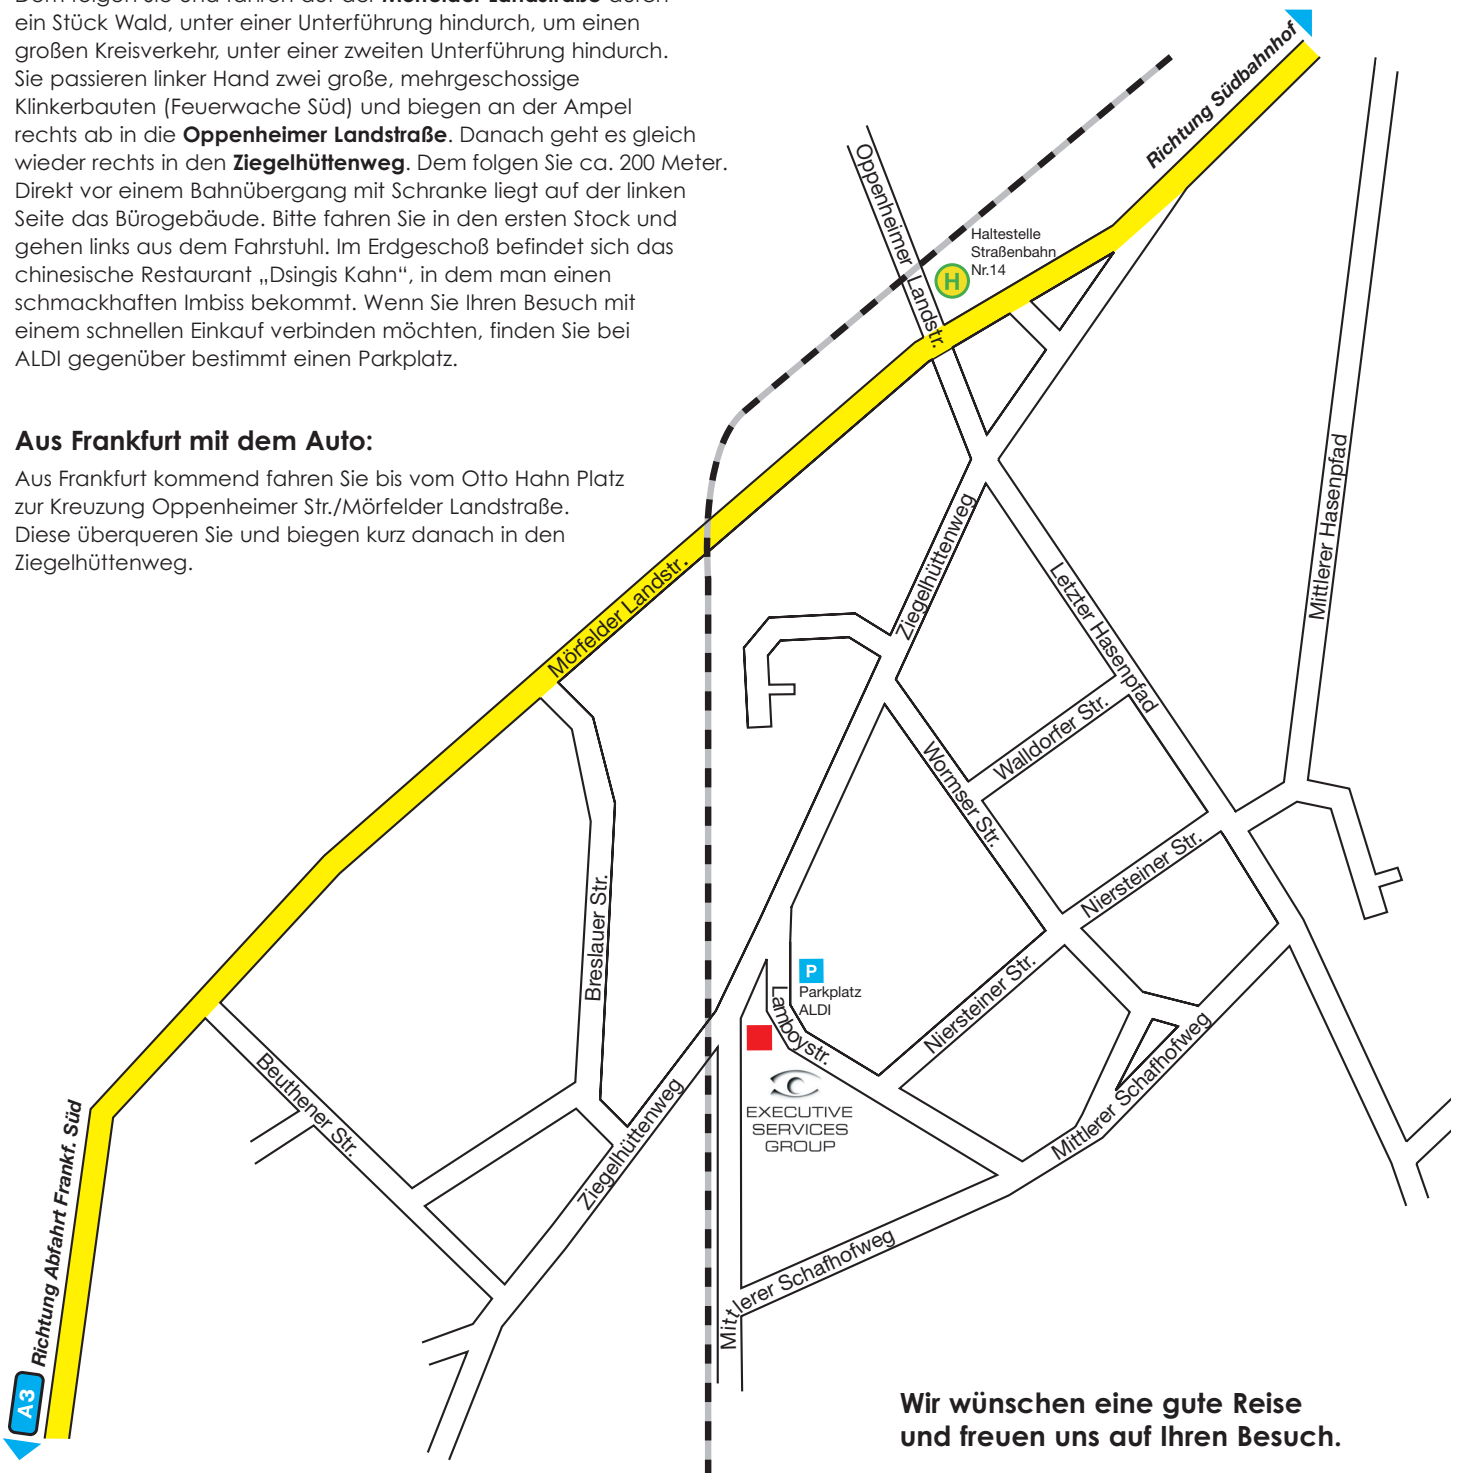 Dem folgen Sie und fahren auf der Mörfelder Landstraße durch
ein Stück Wald, unter einer Unterführung hindurch, um einen
großen Kreisverkehr, unter einer zweiten Unterführung hindurch.
Sie passieren linker Hand zwei große, mehrgeschossige
Klinkerbauten (Feuerwache Süd) und biegen an der Ampel
rechts ab in die Oppenheimer Landstraße. Danach geht es gleich
wieder rechts in den Ziegelhüttenweg. Dem folgen Sie ca. 200 Meter.
Direkt vor einem Bahnübergang mit Schranke liegt auf der linken
Seite das Bürogebäude. Bitte fahren Sie in den ersten Stock und
gehen links aus dem Fahrstuhl. Im Erdgeschoß befindet sich das
chinesische Restaurant „Dsingis Kahn“, in dem man einen
schmackhaften Imbiss bekommt. Wenn Sie Ihren Besuch mit
einem schnellen Einkauf verbinden möchten, finden Sie bei
ALDI gegenüber bestimmt einen Parkplatz.
Aus Frankfurt mit dem Auto:
Aus Frankfurt kommend fahren Sie bis vom Otto Hahn Platz
zur Kreuzung Oppenheimer Str./Mörfelder Landstraße.
Diese überqueren Sie und biegen kurz danach in den
Ziegelhüttenweg.
Richtung Südbahnhof
Oppenheimer Landstr.
Haltestelle
Straßenbahn
Nr.14
H
Mittlerer Hasenpfad
Ziegelhüttenweg
Letzter Hasenpfad
Mörfelder Landstr.
Walldorfer Str.
Wormser Str.
Niersteiner Str.
Breslauer Str.
P
Parkplatz
ALDI
Niersteiner Str.
Lamboystr.
Beuthener Str.
Ziegelhüttenweg
EXECUTIVE
SERVICES
GROUP
Mittlerer Schafhofweg
Mittlerer Schafhofweg
Richtung Abfahrt Frankf. Süd
A3
Wir wünschen eine gute Reise
und freuen uns auf Ihren Besuch.